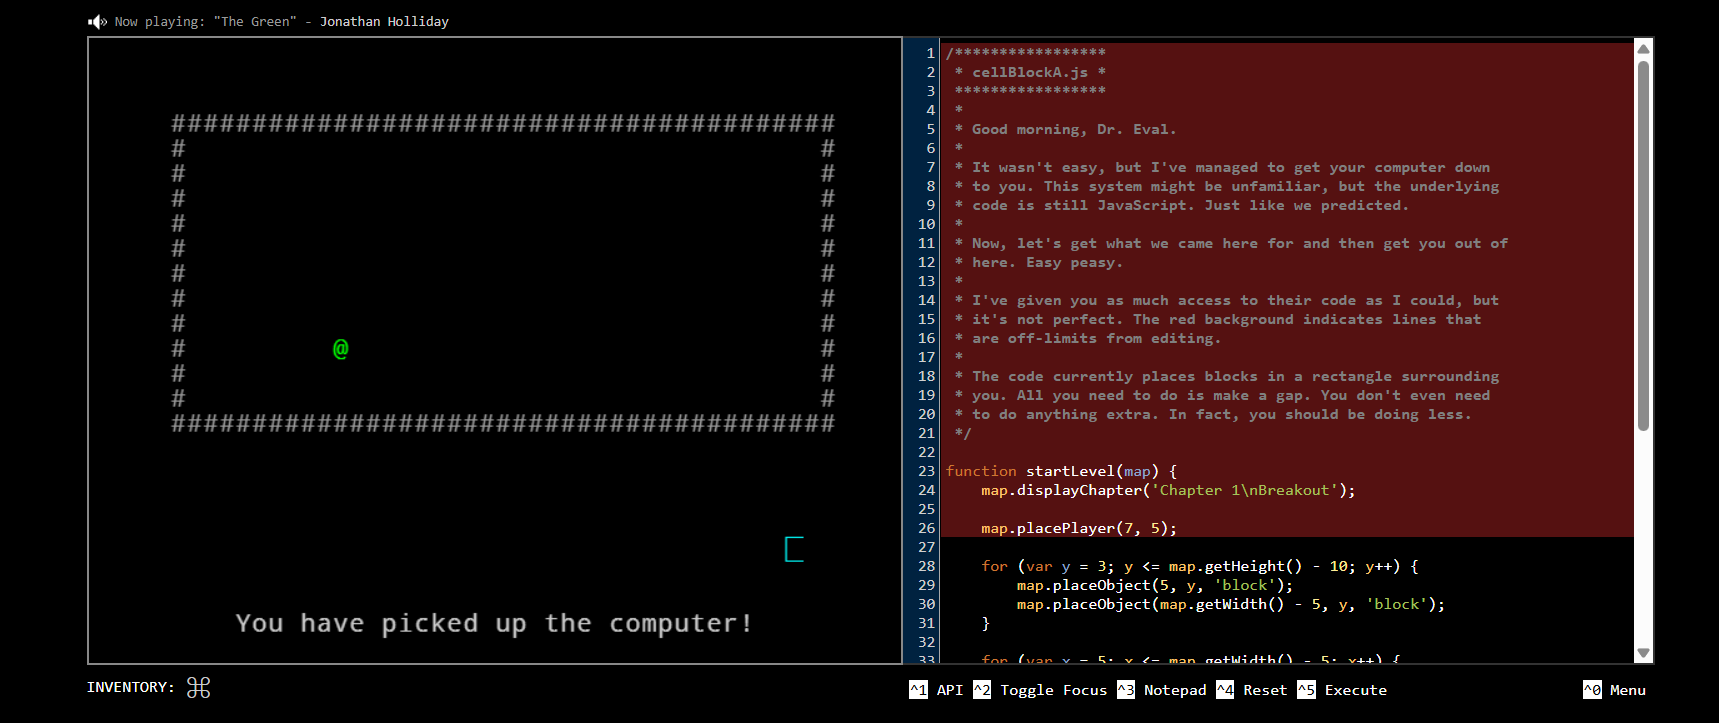 Now playing: "The Green" - Jonathan Holliday
#########################################
# #
# #
# #
# #
# #
# #
# #
# #
# @ #
# #
# #
#########################################
You have picked up the computer!
1 /*****************
2 * cellBlockA.js *
3 *****************
4 *
5 * Good morning, Dr. Eval.
6 *
7 * It wasn't easy, but I've managed to get your computer down
8 * to you. This system might be unfamiliar, but the underlying
9 * code is still JavaScript. Just like we predicted.
10 *
11 * Now, let's get what we came here for and then get you out of
12 * here. Easy peasy.
13 *
14 * I've given you as much access to their code as I could, but
15 * it's not perfect. The red background indicates lines that
16 * are off-limits from editing.
17 *
18 * The code currently places blocks in a rectangle surrounding
19 * you. All you need to do is make a gap. You don't even need
20 * to do anything extra. In fact, you should be doing less.
21 */
22
23 function startLevel(map) {
24 map.displayChapter('Chapter 1\nBreakout');
25
26 map.placePlayer(7, 5);
27
28 for (var y = 3; y <= map.getHeight() - 10; y++) {
29 map.placeObject(5, y, 'block');
30 map.placeObject(map.getWidth() - 5, y, 'block');
31 }
32
33 for (var x = 5; x <= map.getWidth() - 5; x++) {
INVENTORY: ⌘
^1 API ^2 Toggle Focus ^3 Notepad ^4 Reset ^5 Execute ^0 Menu